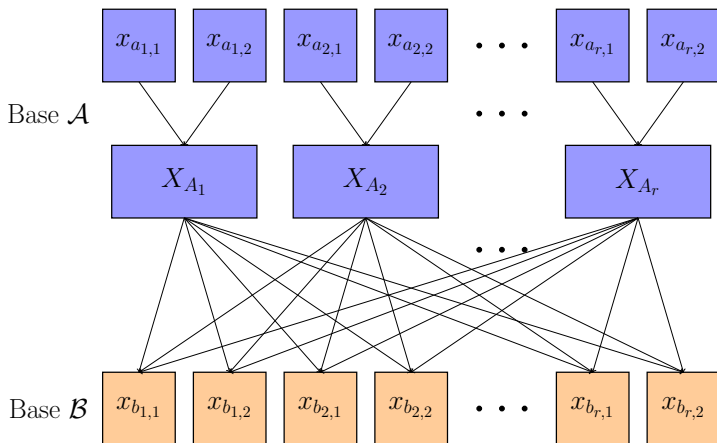 x_{a_{1,1}} x_{a_{1,2}} x_{a_{2,1}} x_{a_{2,2}} ... x_{a_{r,1}} x_{a_{r,2}}
Base 𝒜 ...
X_{A_1} X_{A_2} X_{A_r}
...
Base ℬ x_{b_{1,1}} x_{b_{1,2}} x_{b_{2,1}} x_{b_{2,2}} ... x_{b_{r,1}} x_{b_{r,2}}